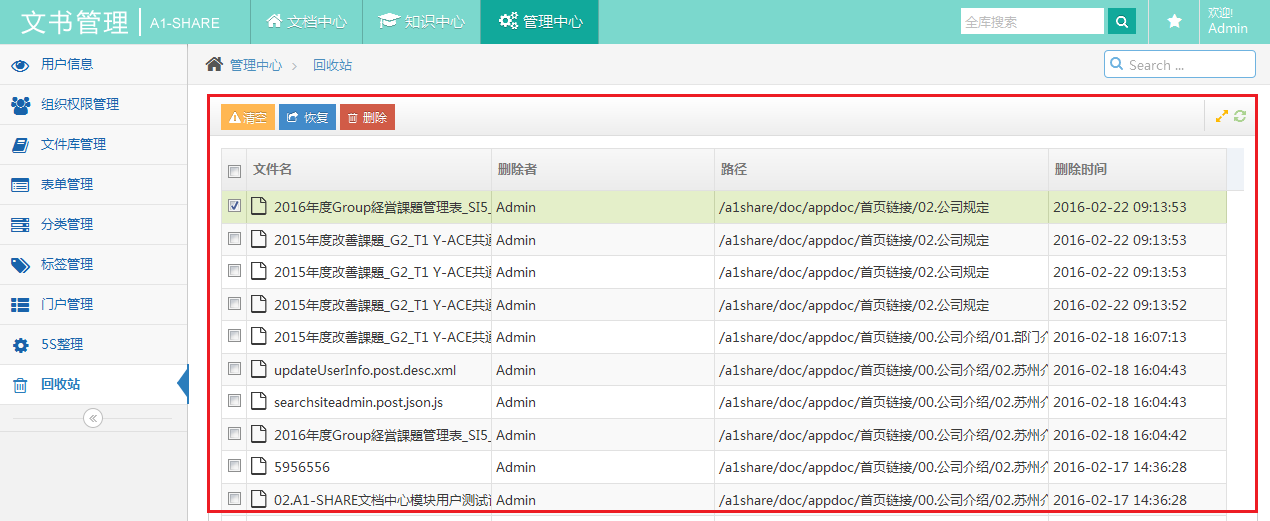 文书管理 A1-SHARE 文档中心 知识中心 管理中心 全库搜索 欢迎! Admin
用户信息
组织权限管理
文件库管理
表单管理
分类管理
标签管理
门户管理
5S整理
回收站
管理中心 回收站 Search ...
清空 恢复 删除
文件名 删除者 路径 删除时间
2016年度Group経営課題管理表_SI5_ Admin /a1share/doc/appdoc/首页链接/02.公司规定 2016-02-22 09:13:53
2015年度改善課題_G2_T1 Y-ACE共通 Admin /a1share/doc/appdoc/首页链接/02.公司规定 2016-02-22 09:13:53
2015年度改善課題_G2_T1 Y-ACE共通 Admin /a1share/doc/appdoc/首页链接/02.公司规定 2016-02-22 09:13:53
2015年度改善課題_G2_T1 Y-ACE共通 Admin /a1share/doc/appdoc/首页链接/02.公司规定 2016-02-22 09:13:52
2015年度改善課題_G2_T1 Y-ACE共通 Admin /a1share/doc/appdoc/首页链接/00.公司介绍/01.部门介 2016-02-18 16:07:13
updateUserInfo.post.desc.xml Admin /a1share/doc/appdoc/首页链接/00.公司介绍/02.苏州介 2016-02-18 16:04:43
searchsiteadmin.post.json.js Admin /a1share/doc/appdoc/首页链接/00.公司介绍/02.苏州介 2016-02-18 16:04:43
2016年度Group経営課題管理表_SI5_ Admin /a1share/doc/appdoc/首页链接/00.公司介绍/02.苏州介 2016-02-18 16:04:42
5956556 Admin /a1share/doc/appdoc/首页链接/00.公司介绍/02.苏州介 2016-02-17 14:36:28
02.A1-SHARE文档中心模块用户测试 Admin /a1share/doc/appdoc/首页链接/00.公司介绍/02.苏州介 2016-02-17 14:36:28